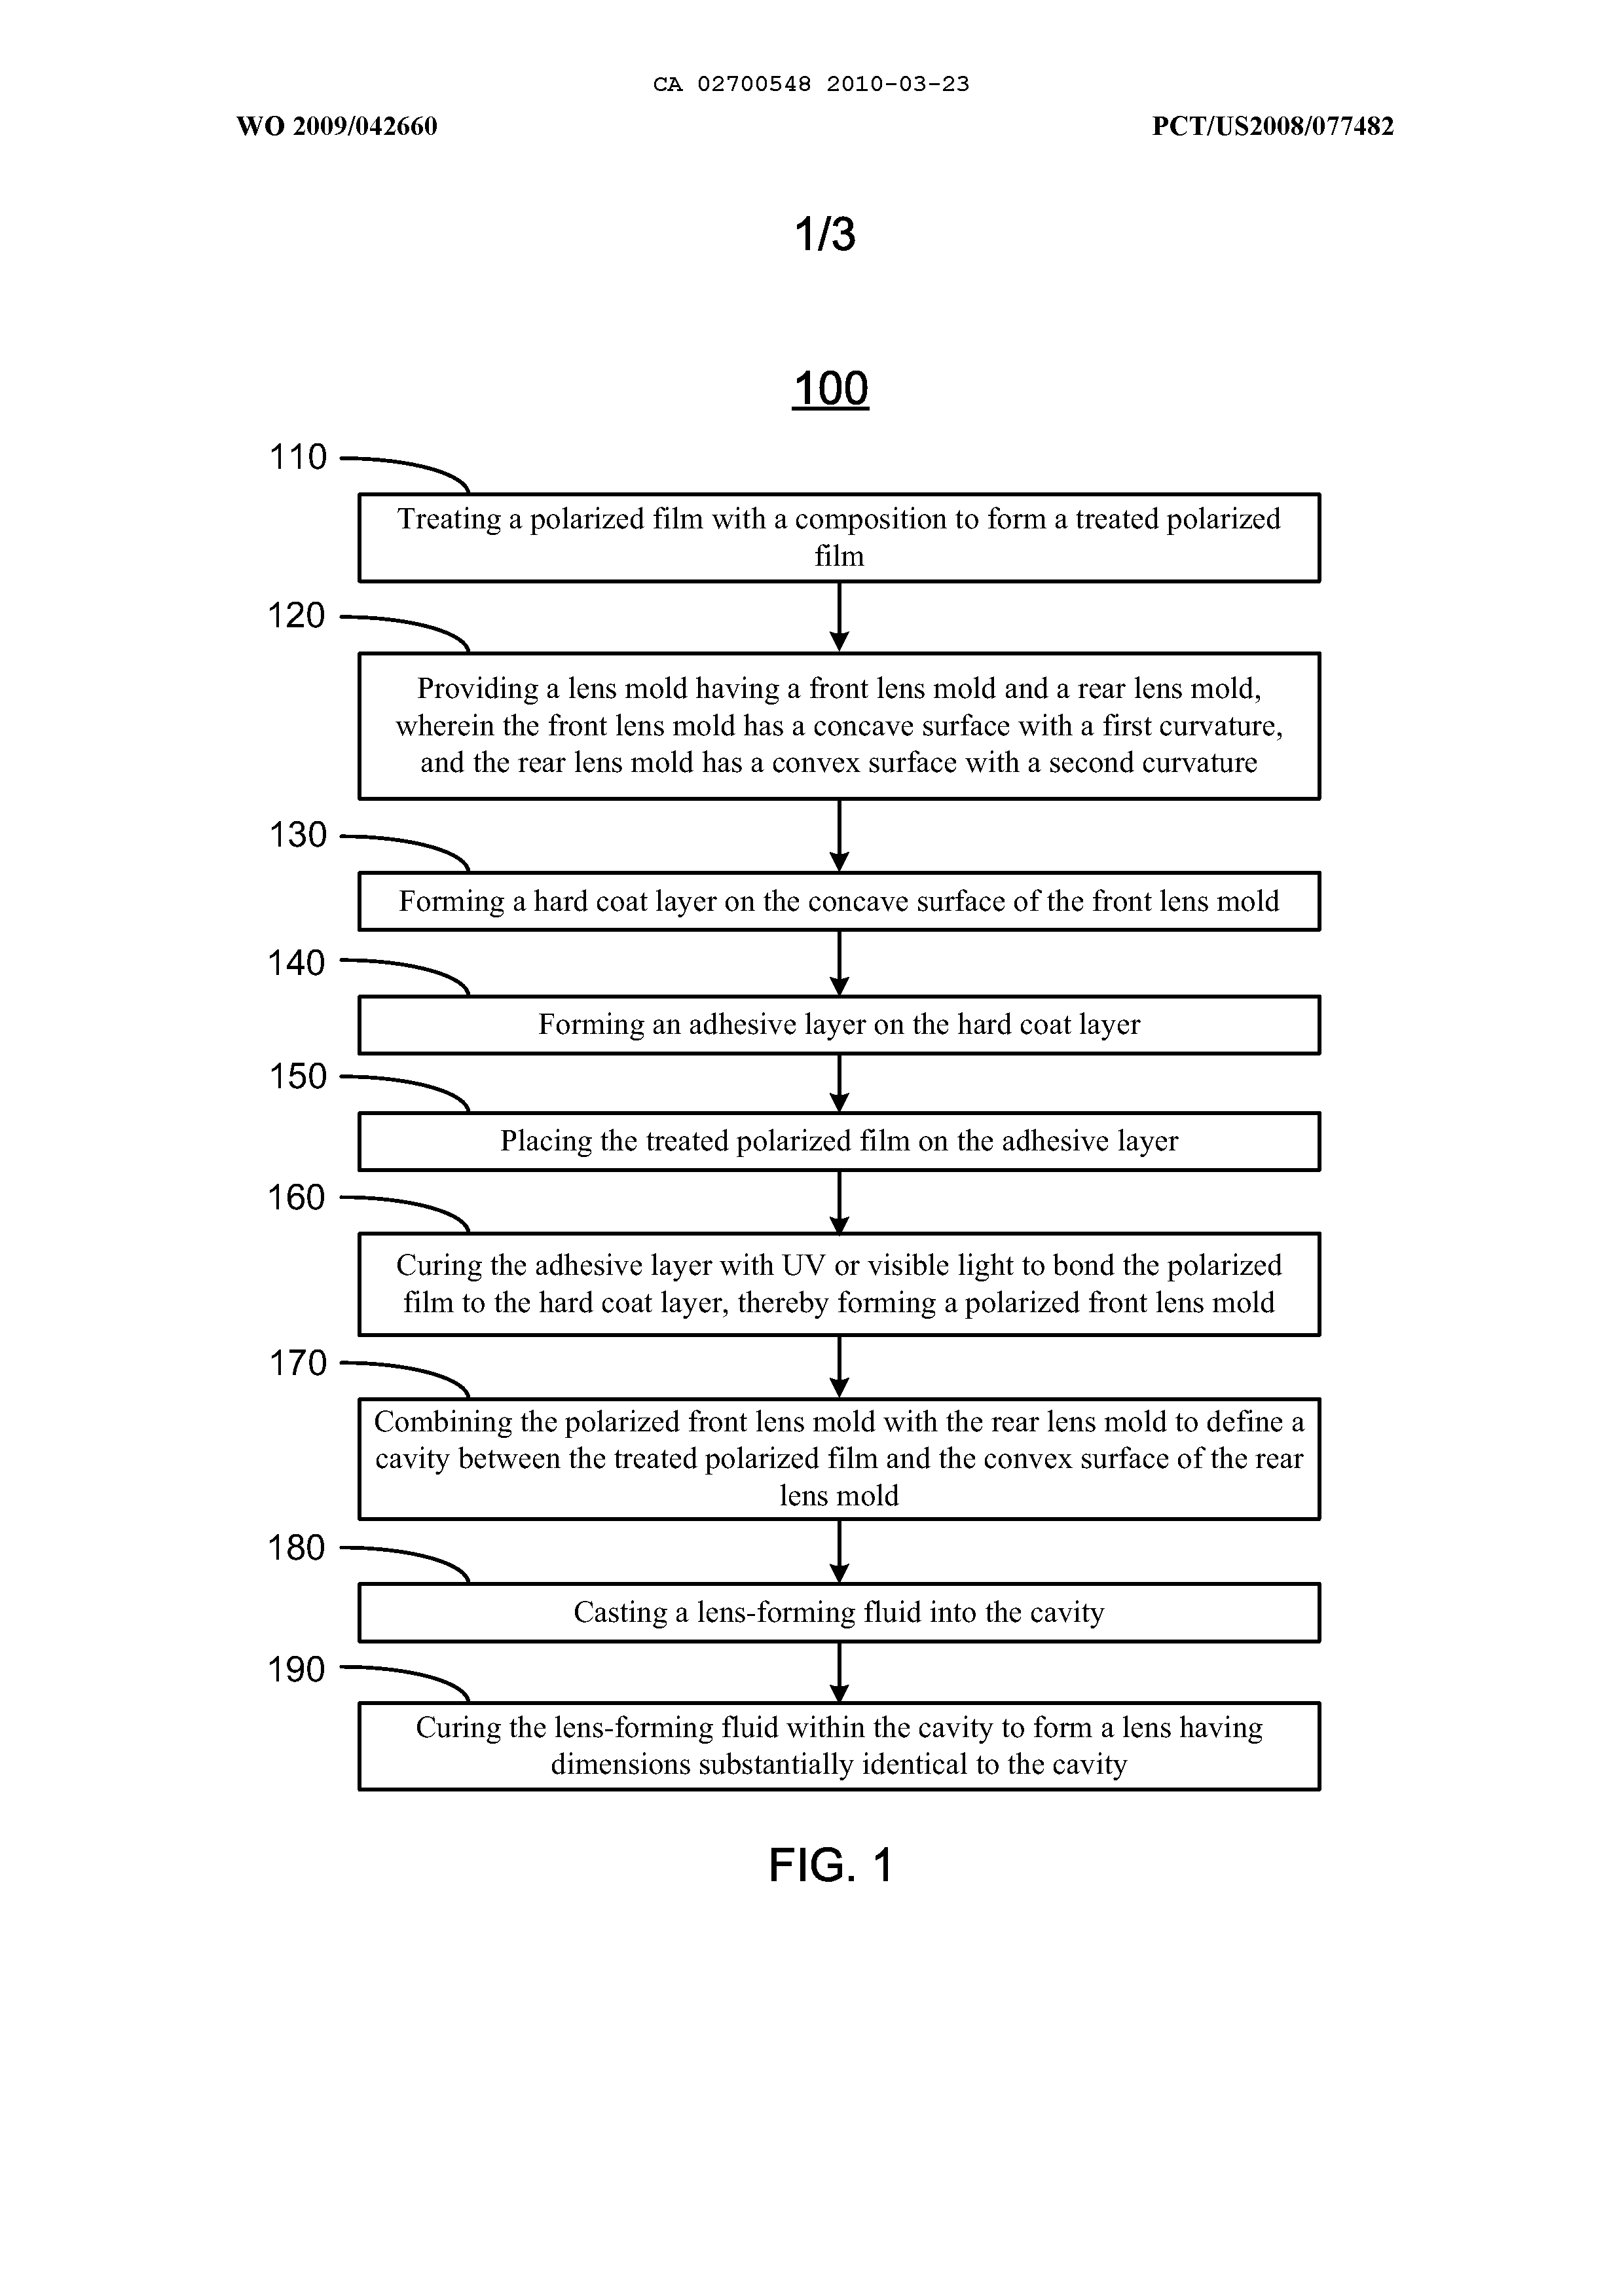 CA 02700548 2010-03-23
WO 2009/042660
PCT/US2008/077482
1/3
100
110
Treating a polarized film with a composition to form a treated polarized
film
120
Providing a lens mold having a front lens mold and a rear lens mold,
wherein the front lens mold has a concave surface with a first curvature,
and the rear lens mold has a convex surface with a second curvature
130
Forming a hard coat layer on the concave surface of the front lens mold
140
Forming an adhesive layer on the hard coat layer
150
Placing the treated polarized film on the adhesive layer
160
Curing the adhesive layer with UV or visible light to bond the polarized
film to the hard coat layer, thereby forming a polarized front lens mold
170
Combining the polarized front lens mold with the rear lens mold to define a
cavity between the treated polarized film and the convex surface of the rear
lens mold
180
Casting a lens-forming fluid into the cavity
190
Curing the lens-forming fluid within the cavity to form a lens having
dimensions substantially identical to the cavity
FIG. 1